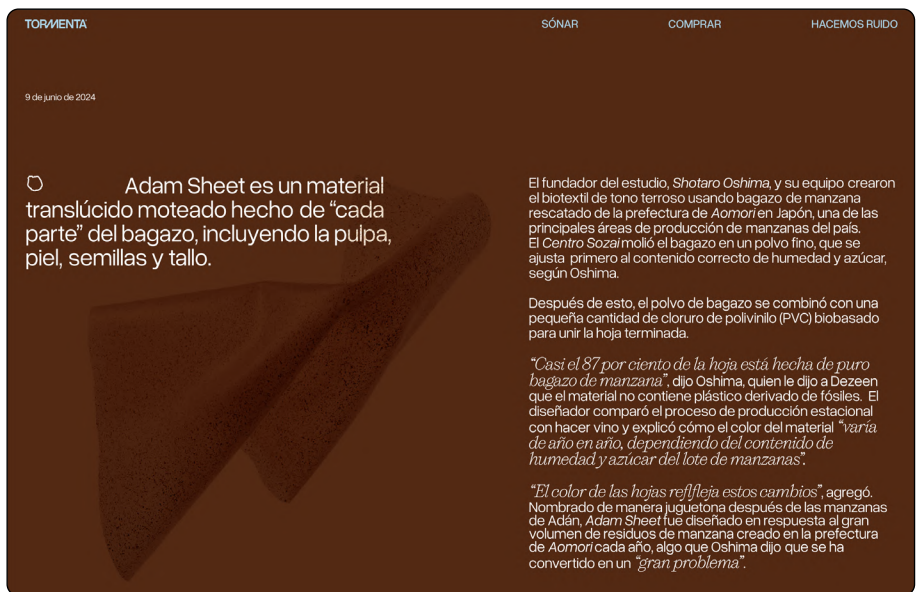 TORMENTA
SÓNAR
COMPRAR
HACEMOS RUIDO
9 de junio de 2024
Adam Sheet es un material
translúcido moteado hecho de “cada
parte” del bagazo, incluyendo la pulpa,
piel, semillas y tallo.
El fundador del estudio, Shotaro Oshima, y su equipo crearon
el biotextil de tono terroso usando bagazo de manzana
rescatado de la prefectura de Aomori en Japón, una de las
principales áreas de producción de manzanas del país.
El Centro Sozai molió el bagazo en un polvo fino, que se
ajusta primero al contenido correcto de humedad y azúcar,
según Oshima.
Después de esto, el polvo de bagazo se combinó con una
pequeña cantidad de cloruro de polivinilo (PVC) biobasado
para unir la hoja terminada.
“Casi el 87 por ciento de la hoja está hecha de puro
bagazo de manzana”, dijo Oshima, quien le dijo a Dezeen
que el material no contiene plástico derivado de fósiles. El
diseñador comparó el proceso de producción estacional
con hacer vino y explicó cómo el color del material “varía
de año en año, dependiendo del contenido de
humedad y azúcar del lote de manzanas”.
“El color de las hojas reflfleja estos cambios”, agregó.
Nombrado de manera juguetona después de las manzanas
de Adán, Adam Sheet fue diseñado en respuesta al gran
volumen de residuos de manzana creado en la prefectura
de Aomori cada año, algo que Oshima dijo que se ha
convertido en un “gran problema”.